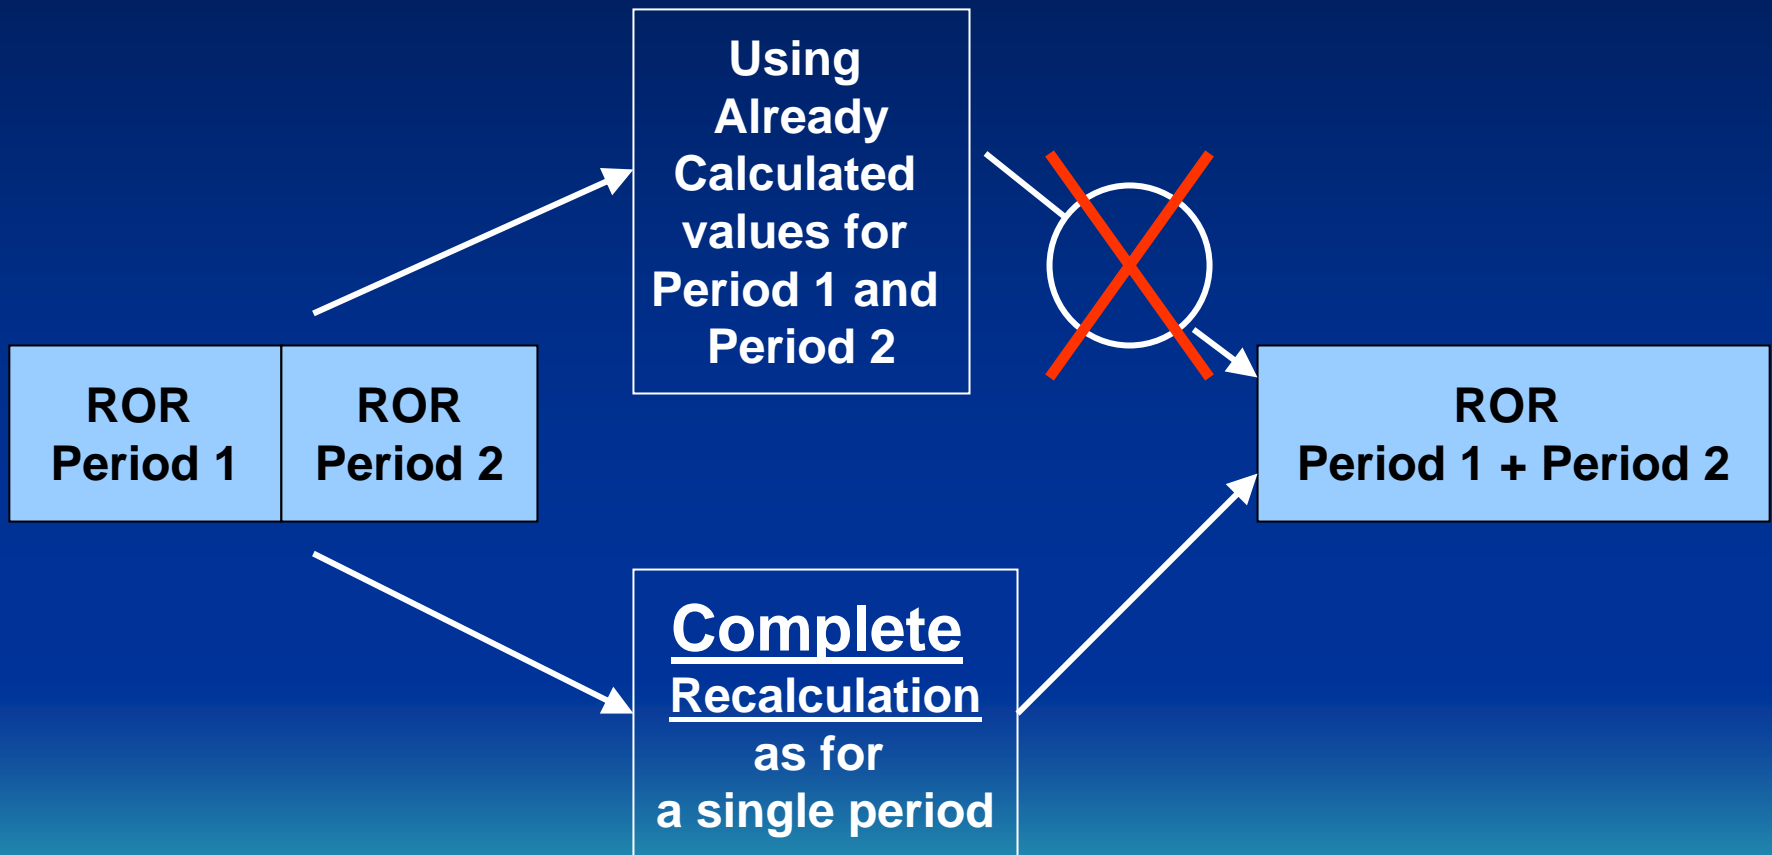 Using
Already
Calculated
values for
Period 1 and
Period 2
ROR
Period 1
ROR
Period 2
ROR
Period 1 + Period 2
Complete
Recalculation
as for
a single period